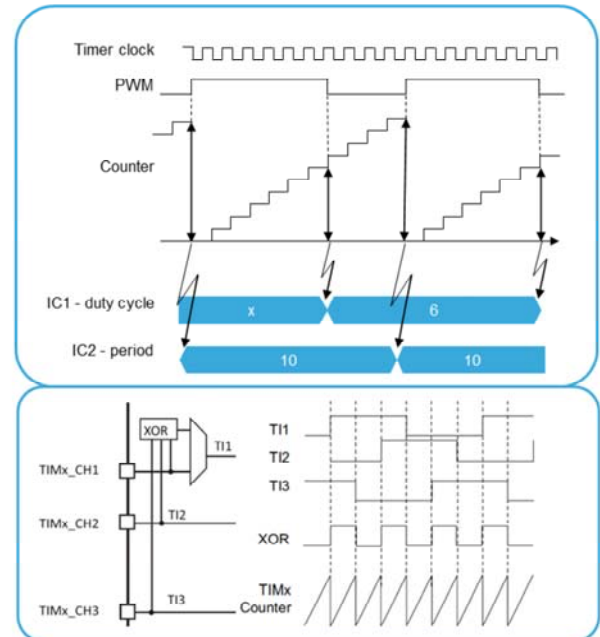 Timer clock
PWM
Counter
IC1 - duty cycle
x
6
IC2 - period
10
10
XOR
TI1
TIMx_CH1
TI2
TIMx_CH2
TI3
TIMx_CH3
TI1
TI2
TI3
XOR
TIMx
Counter